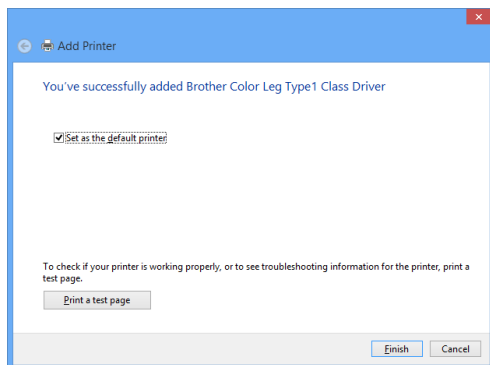 Add Printer
You've successfully added Brother Color Leg Type1 Class Driver
Set as the default printer
To check if your printer is working properly, or to see troubleshooting information for the printer, print a
test page.
Print a test page
Finish Cancel